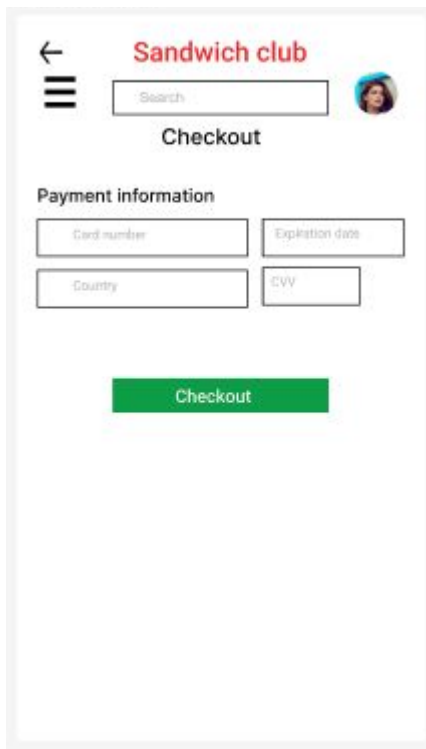 Sandwich club
Search
Checkout
Payment information
Card number
Expiration date
Country
CVV
Checkout